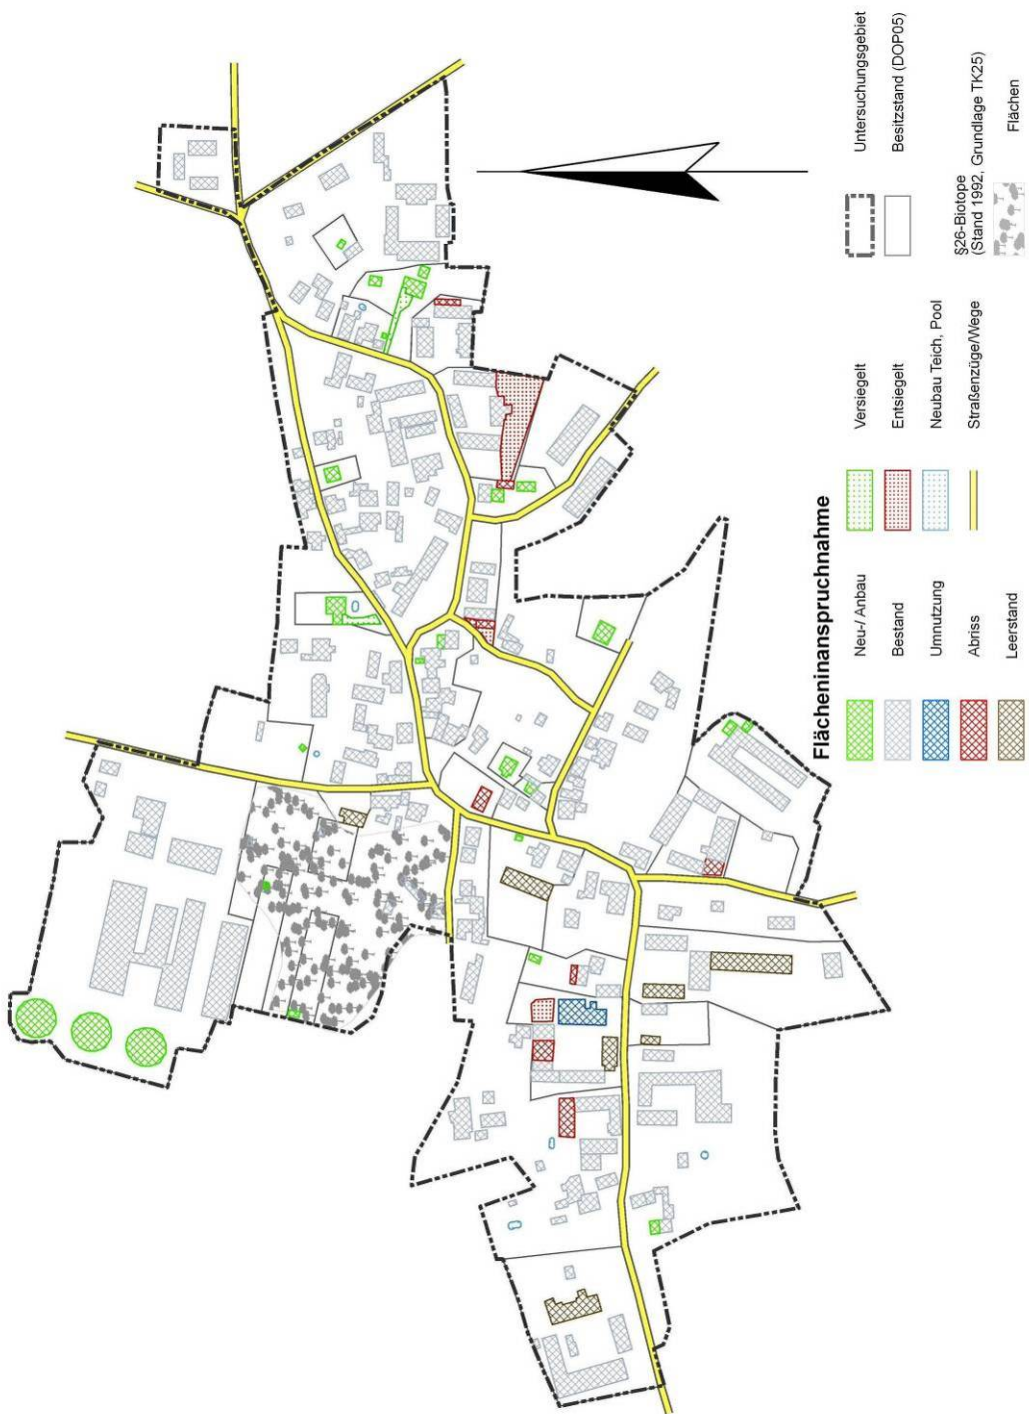 Flächeninanspruchnahme
Neu-/ Anbau
Bestand
Umnutzung
Abriss
Leerstand
Versiegelt
Entsiegelt
Neubau Teich, Pool
Straßenzüge/Wege
Untersuchungsgebiet
Besitzstand (DOP05)
§26-Biotope
(Stand 1992, Grundlage TK25)
Flächen